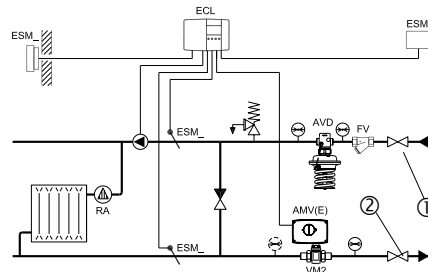 ECL
ESM_
ESM
ESM_
AVD
FV
①
RA
AMV(E)
②
ESM_
VM2